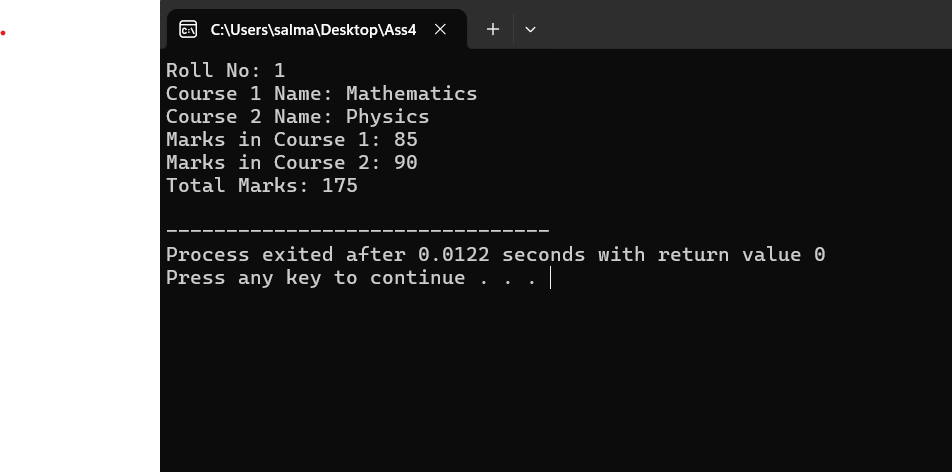 C:\Users\salma\Desktop\Ass4
Roll No: 1
Course 1 Name: Mathematics
Course 2 Name: Physics
Marks in Course 1: 85
Marks in Course 2: 90
Total Marks: 175
--------------------------------
Process exited after 0.0122 seconds with return value 0
Press any key to continue . . .